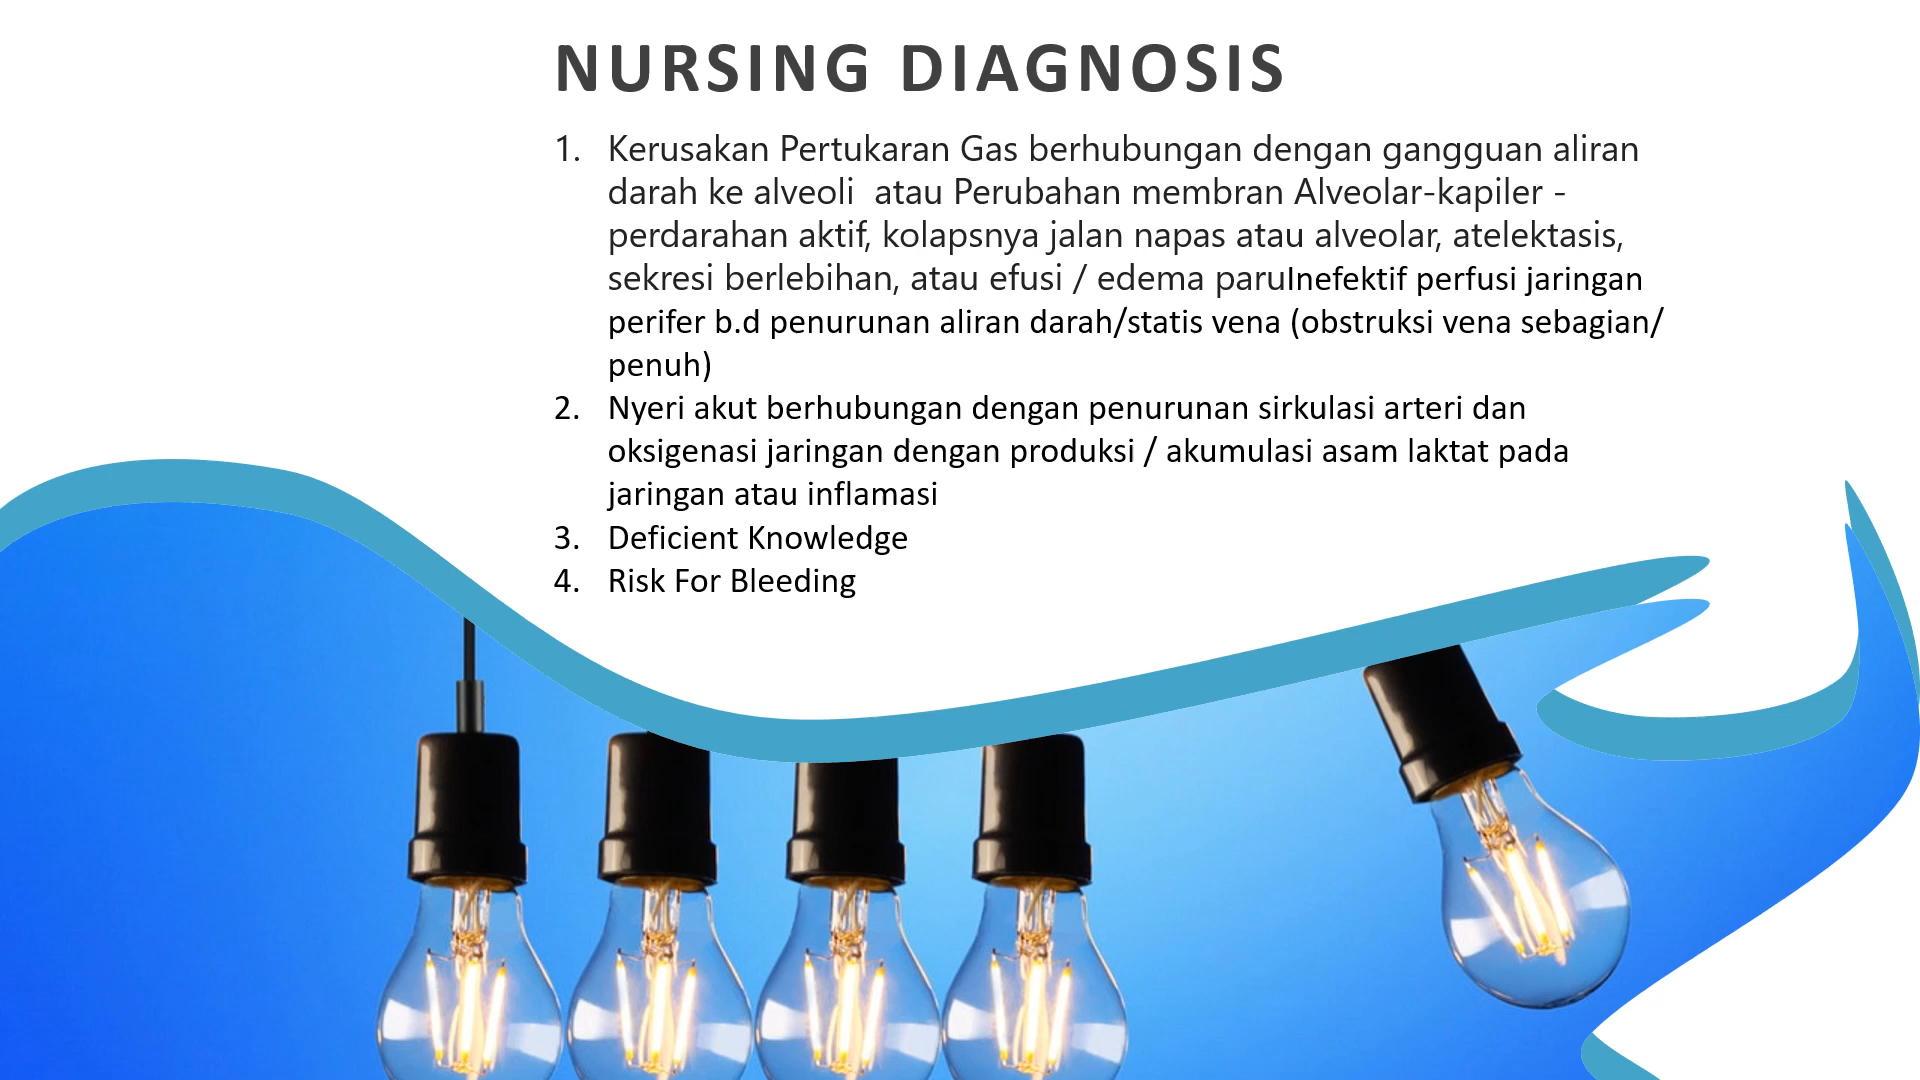 NURSING DIAGNOSIS
1. Kerusakan Pertukaran Gas berhubungan dengan gangguan aliran
darah ke alveoli  atau Perubahan membran Alveolar-kapiler -
perdarahan aktif, kolapsnya jalan napas atau alveolar, atelektasis,
sekresi berlebihan, atau efusi / edema paruInefektif perfusi jaringan
perifer b.d penurunan aliran darah/statis vena (obstruksi vena sebagian/
penuh)
2. Nyeri akut berhubungan dengan penurunan sirkulasi arteri dan
oksigenasi jaringan dengan produksi / akumulasi asam laktat pada
jaringan atau inflamasi
3. Deficient Knowledge
4. Risk For Bleeding